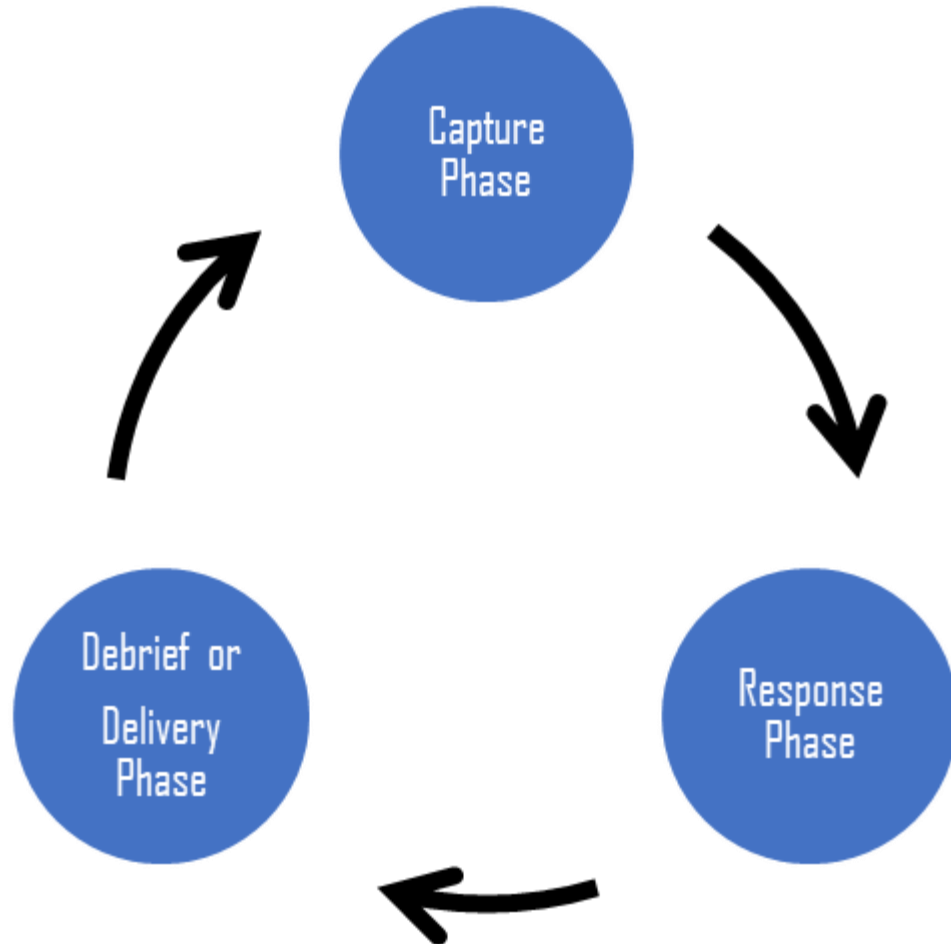 Capture
Phase
Response
Phase
Debrief or
Delivery
Phase